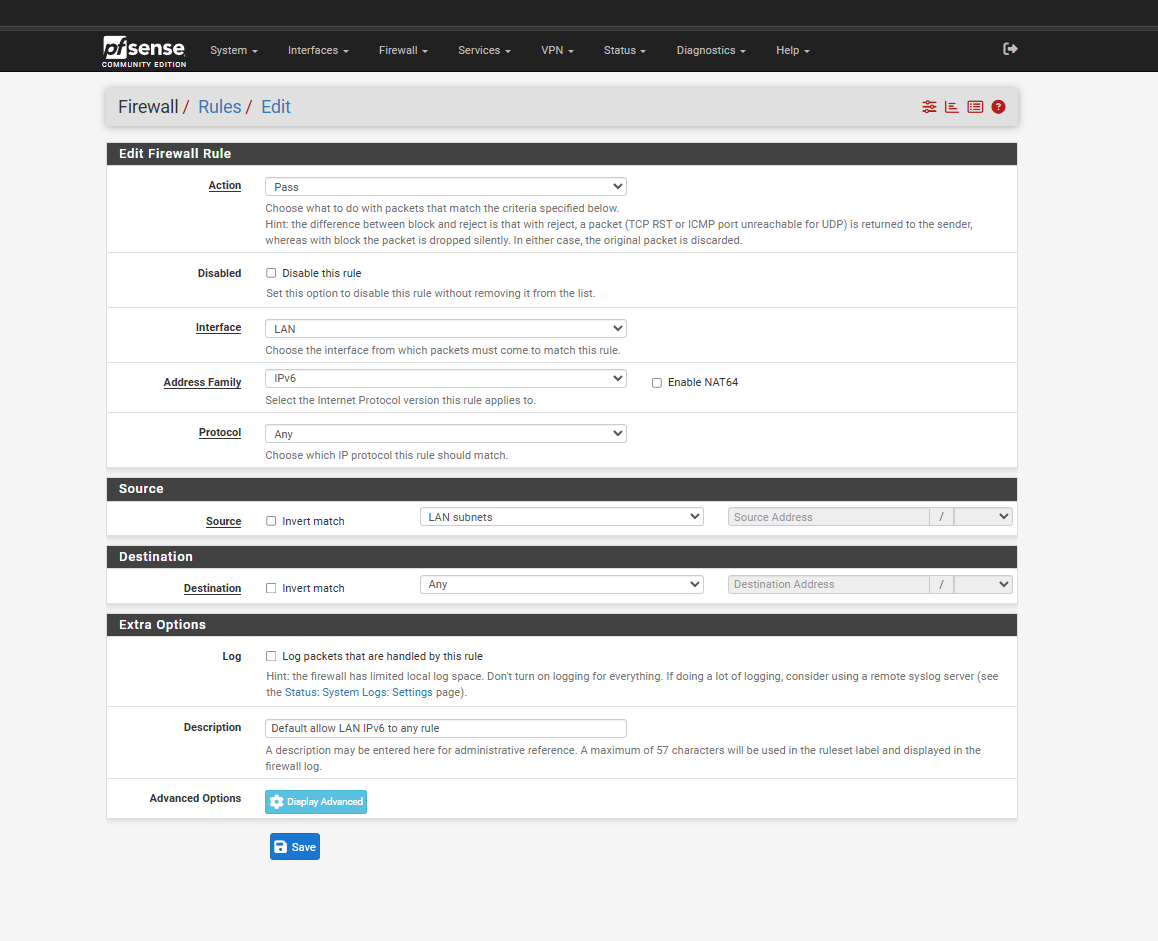 pfsense
COMMUNITY EDITION
System
Interfaces
Firewall
Services
VPN
Status
Diagnostics
Help
Firewall / Rules / Edit
Edit Firewall Rule
Action
Pass
Choose what to do with packets that match the criteria specified below.
Hint: the difference between block and reject is that with reject, a packet (TCP RST or ICMP port unreachable for UDP) is returned to the sender,
whereas with block the packet is dropped silently. In either case, the original packet is discarded.
Disabled
Disable this rule
Set this option to disable this rule without removing it from the list.
Interface
LAN
Choose the interface from which packets must come to match this rule.
Address Family
IPv6
Enable NAT64
Select the Internet Protocol version this rule applies to.
Protocol
Any
Choose which IP protocol this rule should match.
Source
Source
Invert match
LAN subnets
Source Address
/
Destination
Destination
Invert match
Any
Destination Address
/
Extra Options
Log
Log packets that are handled by this rule
Hint: the firewall has limited local log space. Don't turn on logging for everything. If doing a lot of logging, consider using a remote syslog server (see
the Status: System Logs: Settings page).
Description
Default allow LAN IPv6 to any rule
A description may be entered here for administrative reference. A maximum of 57 characters will be used in the ruleset label and displayed in the
firewall log.
Advanced Options
Display Advanced
Save